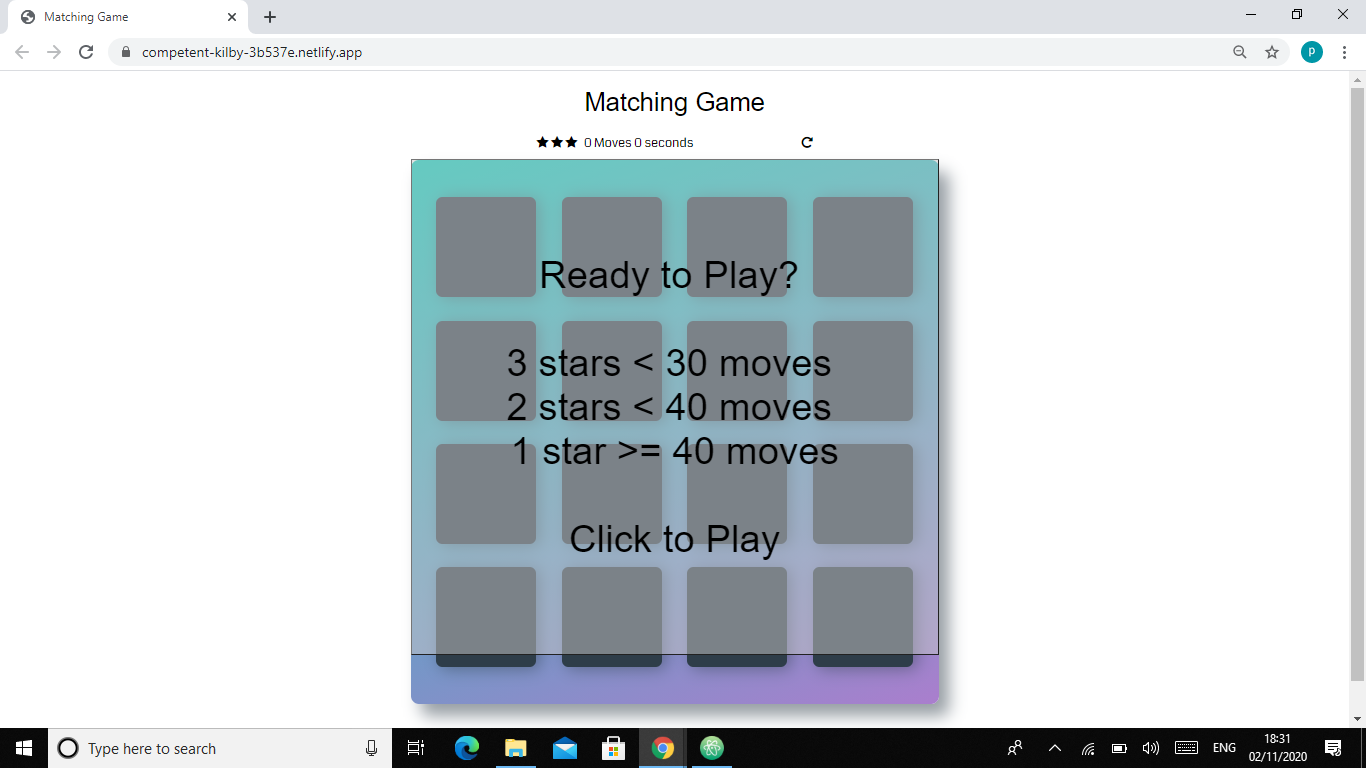 Matching Game
competent-kilby-3b537e.netlify.app
p
Matching Game
0 Moves 0 seconds
Ready to Play?
3 stars < 30 moves
2 stars < 40 moves
1 star >= 40 moves
Click to Play
Type here to search
ENG
18:31
02/11/2020